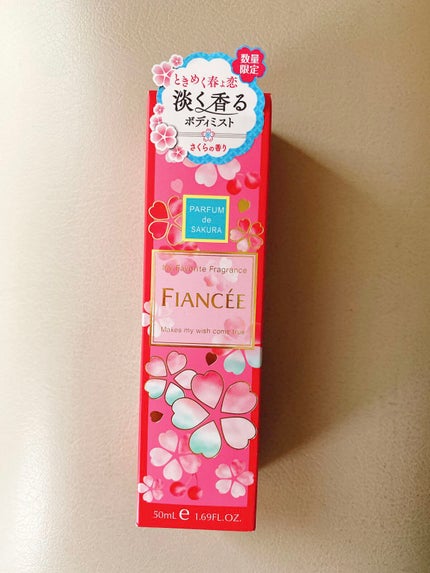 数量
限定
ときめく春よ恋
淡く香る
ボディミスト
さくらの香り
PARFUM
de
SAKURA
My Favorite Fragrance
FIANCÉE
Makes my wish come true
50mL e 1.69FL.OZ.